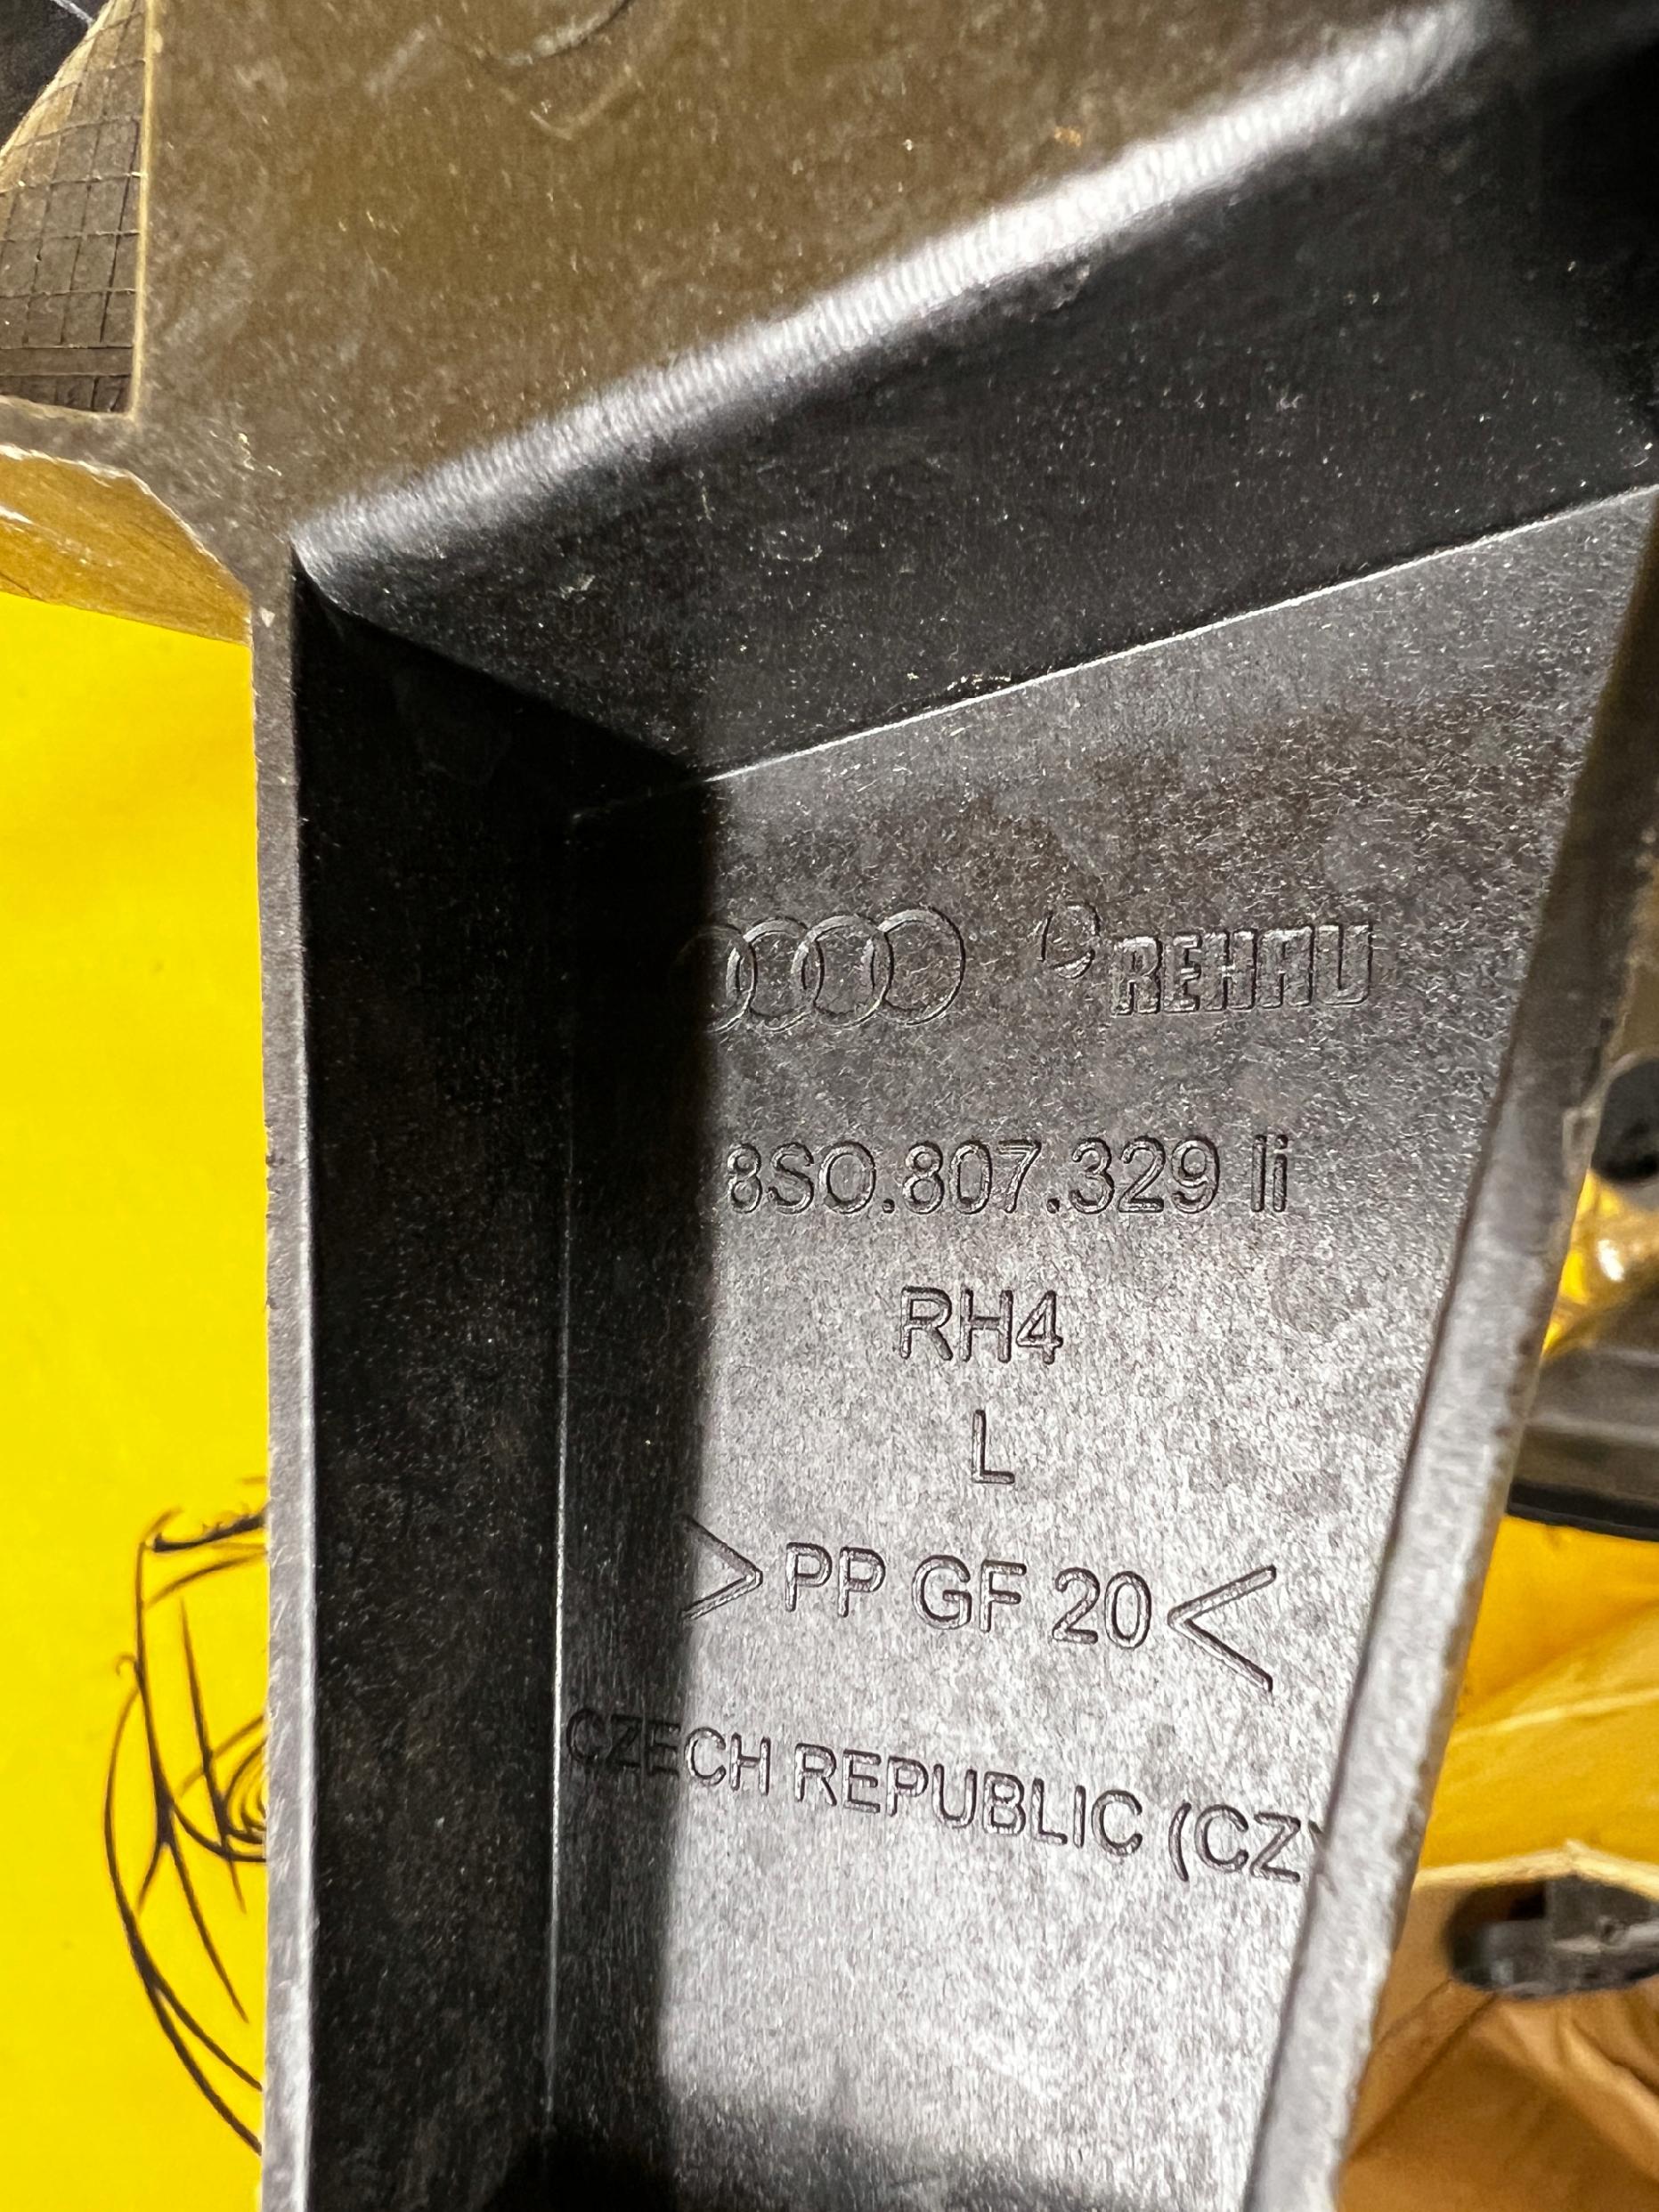 REHAU
8SO.807.329 li
RH4
L
>PP GF 20<
CZECH REPUBLIC (CZ)